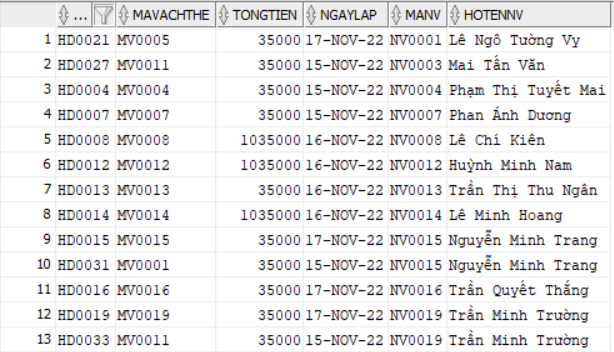 ... MAVACHTHE TONGTIEN NGAYLAP MANV HOTENNV
1 HD0021 MV0005 35000 17-NOV-22 NV0001 Lê Ngô Tường Vy
2 HD0027 MV0011 35000 15-NOV-22 NV0003 Mai Tấn Văn
3 HD0004 MV0004 35000 15-NOV-22 NV0004 Phạm Thị Tuyết Mai
4 HD0007 MV0007 35000 15-NOV-22 NV0007 Phan Ánh Dương
5 HD0008 MV0008 1035000 16-NOV-22 NV0008 Lê Chí Kiên
6 HD0012 MV0012 1035000 16-NOV-22 NV0012 Huỳnh Minh Nam
7 HD0013 MV0013 35000 16-NOV-22 NV0013 Trần Thị Thu Ngân
8 HD0014 MV0014 1035000 16-NOV-22 NV0014 Lê Minh Hoang
9 HD0015 MV0015 35000 17-NOV-22 NV0015 Nguyễn Minh Trang
10 HD0031 MV0001 35000 15-NOV-22 NV0015 Nguyễn Minh Trang
11 HD0016 MV0016 35000 17-NOV-22 NV0016 Trần Quyết Thắng
12 HD0019 MV0019 35000 17-NOV-22 NV0019 Trần Minh Trường
13 HD0033 MV0011 35000 15-NOV-22 NV0019 Trần Minh Trường